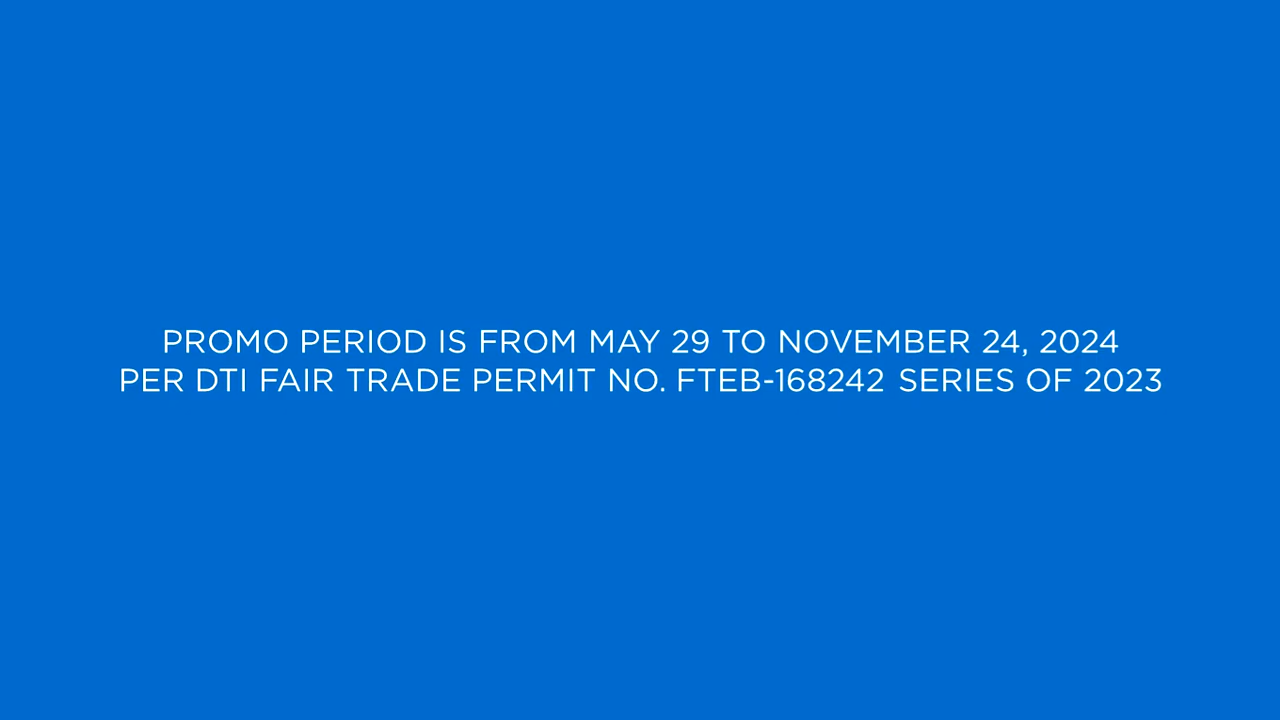 PROMO PERIOD IS FROM MAY 29 TO NOVEMBER 24, 2024
PER DTI FAIR TRADE PERMIT NO. FTEB-168242 SERIES OF 2023